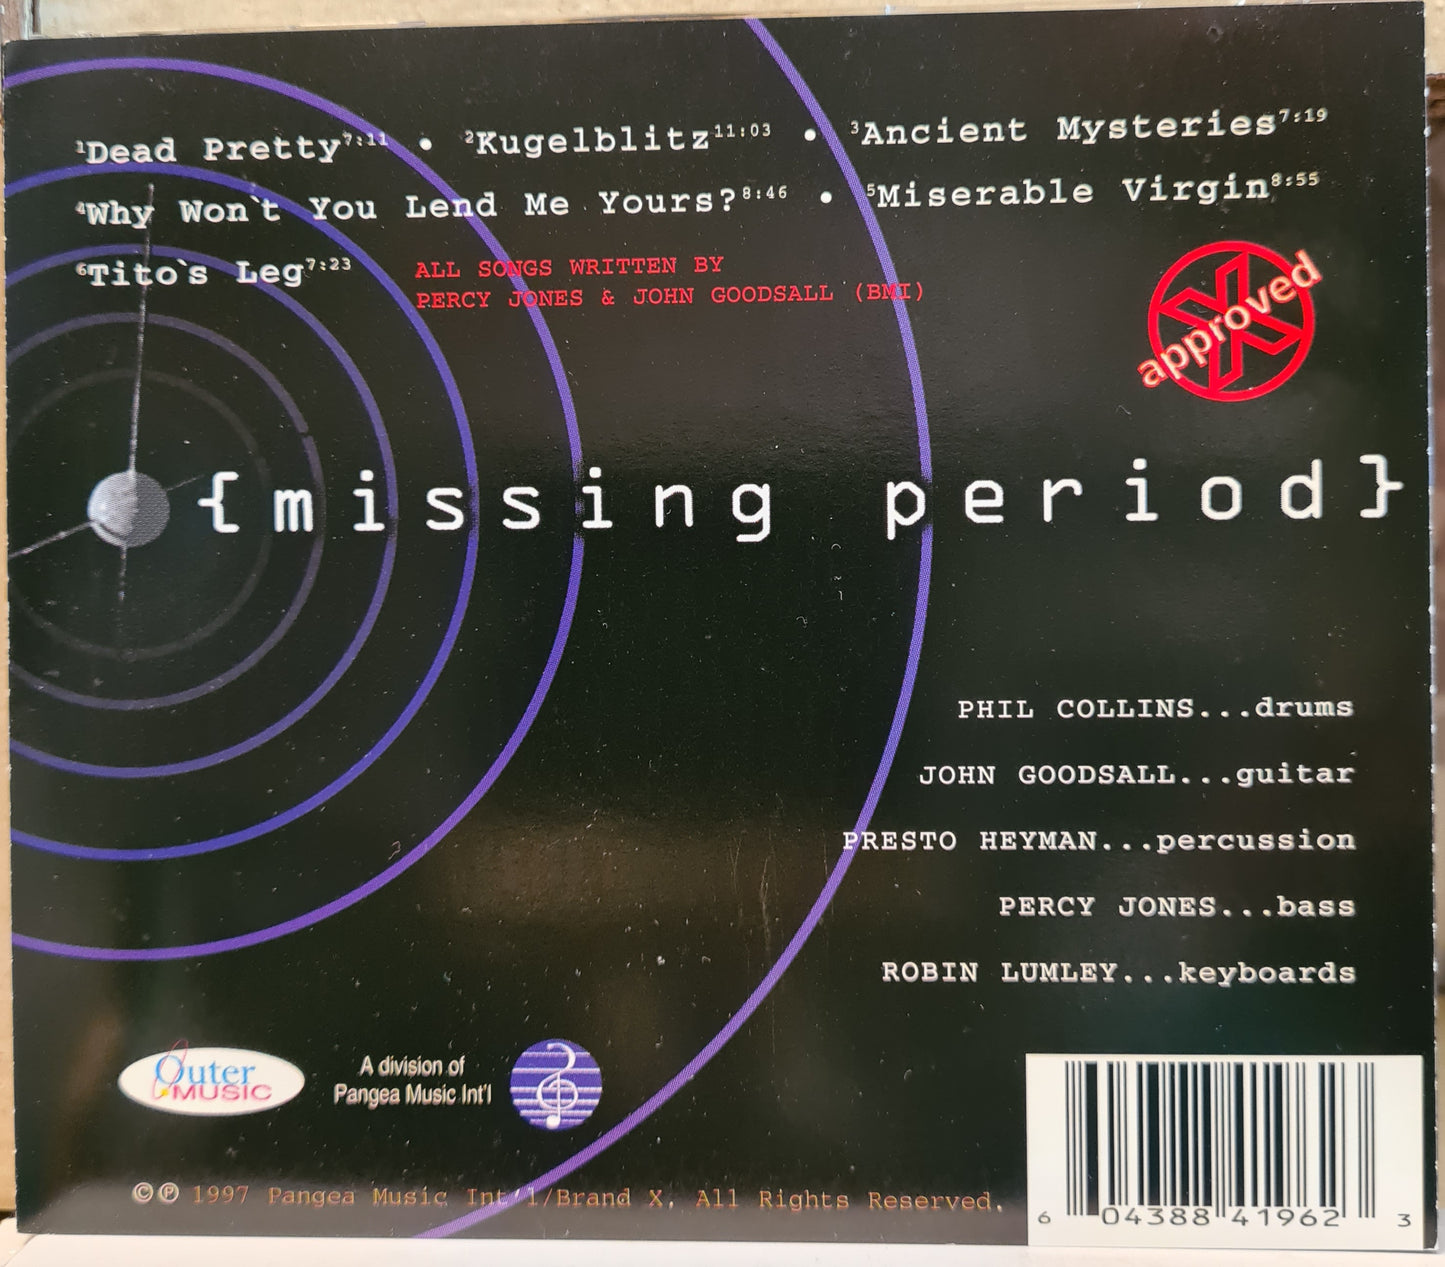 1Dead Pretty7:11 • 2Kugelblitz11:03 • 3Ancient Mysteries7:19
4Why Won`t You Lend Me Yours?8:46 • 5Miserable Virgin8:55
6Tito`s Leg7:23
ALL SONGS WRITTEN BY
PERCY JONES & JOHN GOODSALL (BMI)
X
approved
{missing period}
PHIL COLLINS...drums
JOHN GOODSALL...guitar
PRESTO HEYMAN...percussion
PERCY JONES...bass
ROBIN LUMLEY...keyboards
Outer
MUSIC
A division of
Pangea Music Int'l
©℗ 1997 Pangea Music Int'l/Brand X. All Rights Reserved.
6 04388 41962 3